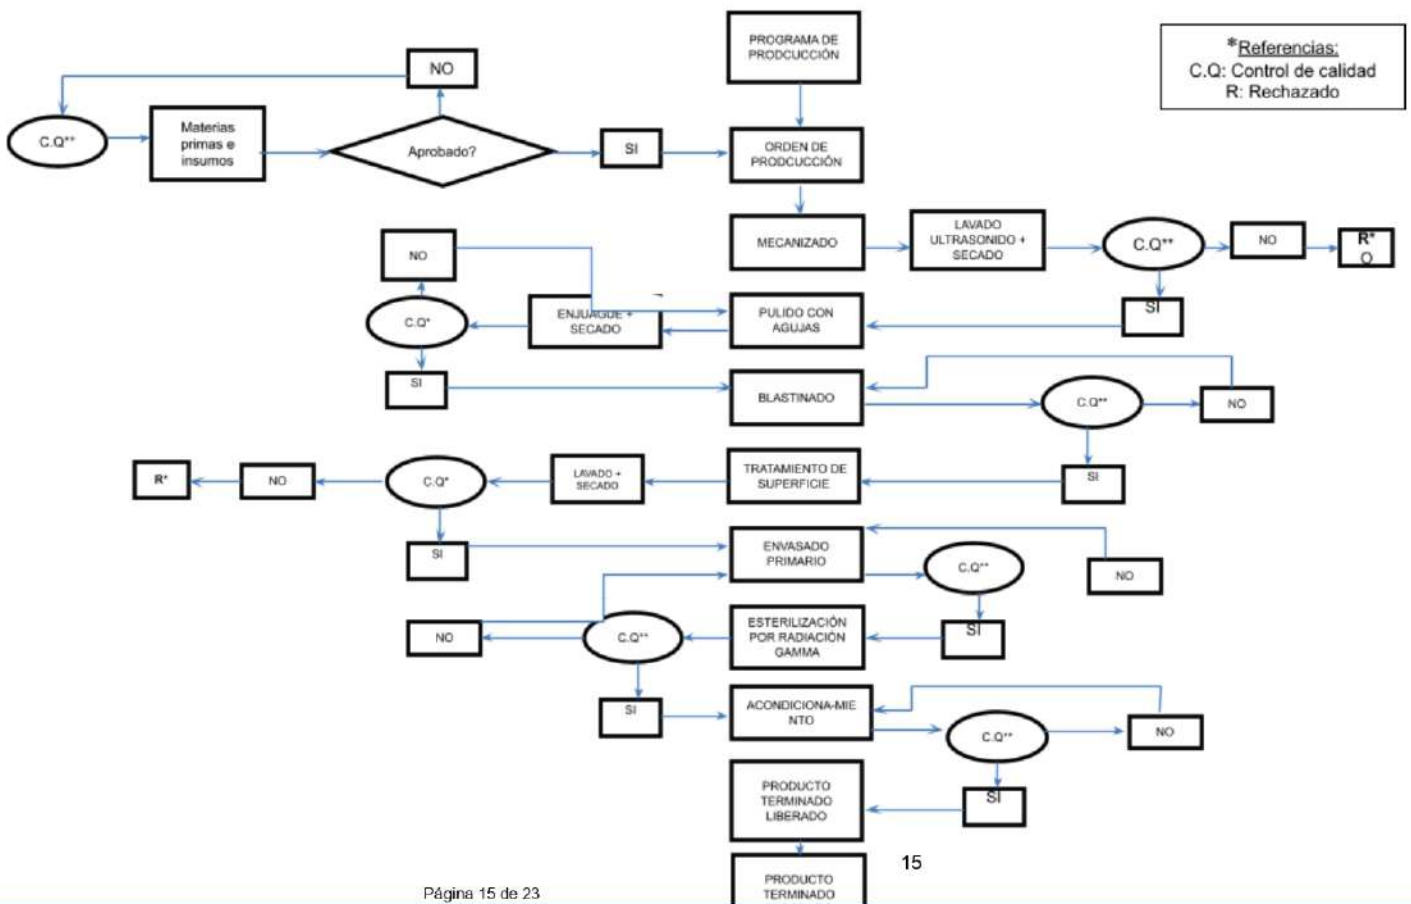 PROGRAMA DE
PRODCUCCIÓN
*Referencias:
C.Q: Control de calidad
R: Rechazado
NO
C.Q**
Materias
primas e
insumos
Aprobado?
SI
ORDEN DE
PRODCUCCIÓN
MECANIZADO
LAVADO
ULTRASONIDO +
SECADO
C.Q**
NO
R*
O
SI
NO
C.Q*
ENJUAGUE +
SECADO
PULIDO CON
AGUJAS
SI
BLASTINADO
C.Q**
NO
SI
R*
NO
C.Q*
LAVADO +
SECADO
TRATAMIENTO DE
SUPERFICIE
SI
ENVASADO
PRIMARIO
C.Q**
NO
SI
NO
C.Q**
ESTERILIZACIÓN
POR RADIACIÓN
GAMMA
SI
ACONDICIONA-MIE
NTO
C.Q**
NO
SI
PRODUCTO
TERMINADO
LIBERADO
PRODUCTO
TERMINADO
15
Página 15 de 23